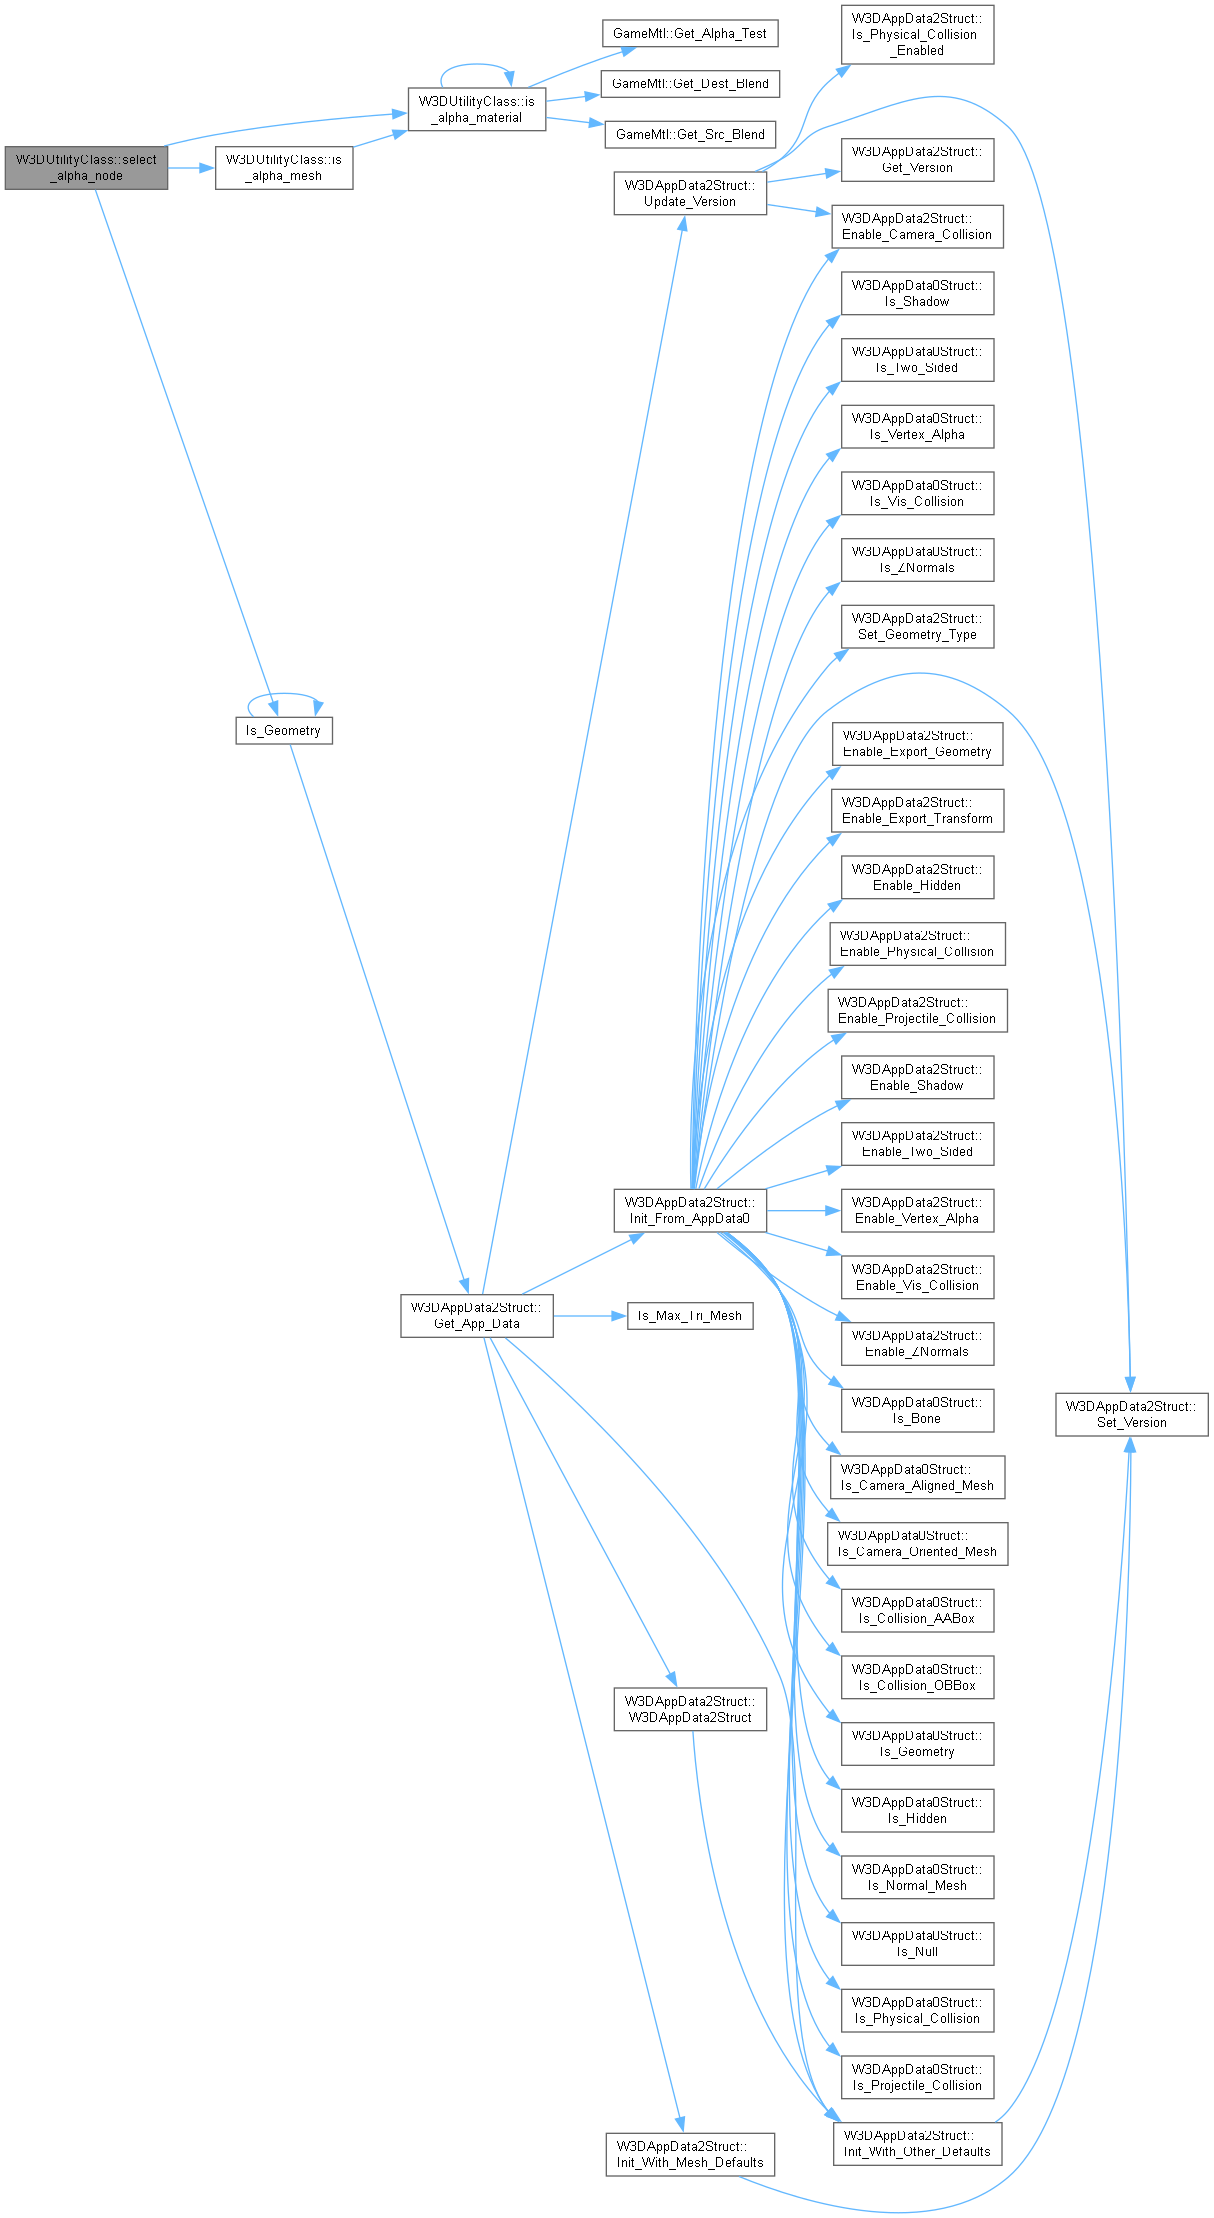 W3DUtilityClass::select
_alpha_node
W3DUtilityClass::is
_alpha_mesh
Is_Geometry
W3DUtilityClass::is
_alpha_material
W3DAppData2Struct::
Get_App_Data
GameMtl::Get_Alpha_Test
GameMtl::Get_Dest_Blend
GameMtl::Get_Src_Blend
W3DAppData2Struct::
Update_Version
W3DAppData2Struct::
Init_From_AppData0
Is_Max_Tri_Mesh
W3DAppData2Struct::
W3DAppData2Struct
W3DAppData2Struct::
Init_With_Mesh_Defaults
W3DAppData2Struct::
Is_Physical_Collision
_Enabled
W3DAppData2Struct::
Get_Version
W3DAppData2Struct::
Enable_Camera_Collision
W3DAppData0Struct::
Is_Shadow
W3DAppData0Struct::
Is_Two_Sided
W3DAppData0Struct::
Is_Vertex_Alpha
W3DAppData0Struct::
Is_Vis_Collision
W3DAppData0Struct::
Is_ZNormals
W3DAppData2Struct::
Set_Geometry_Type
W3DAppData2Struct::
Enable_Export_Geometry
W3DAppData2Struct::
Enable_Export_Transform
W3DAppData2Struct::
Enable_Hidden
W3DAppData2Struct::
Enable_Physical_Collision
W3DAppData2Struct::
Enable_Projectile_Collision
W3DAppData2Struct::
Enable_Shadow
W3DAppData2Struct::
Enable_Two_Sided
W3DAppData2Struct::
Enable_Vertex_Alpha
W3DAppData2Struct::
Enable_Vis_Collision
W3DAppData2Struct::
Enable_ZNormals
W3DAppData0Struct::
Is_Bone
W3DAppData0Struct::
Is_Camera_Aligned_Mesh
W3DAppData0Struct::
Is_Camera_Oriented_Mesh
W3DAppData0Struct::
Is_Collision_AABox
W3DAppData0Struct::
Is_Collision_OBBox
W3DAppData0Struct::
Is_Geometry
W3DAppData0Struct::
Is_Hidden
W3DAppData0Struct::
Is_Normal_Mesh
W3DAppData0Struct::
Is_Null
W3DAppData0Struct::
Is_Physical_Collision
W3DAppData0Struct::
Is_Projectile_Collision
W3DAppData2Struct::
Init_With_Other_Defaults
W3DAppData2Struct::
Set_Version